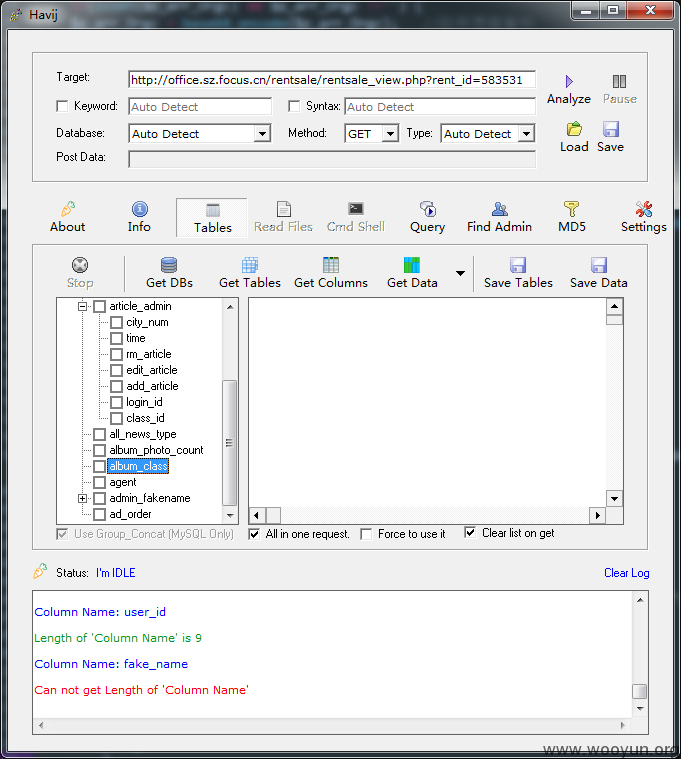 Havij
Target: http://office.sz.focus.cn/rentsale/rentsale_view.php?rent_id=583531
Analyze Pause
Keyword: Auto Detect Syntax: Auto Detect
Database: Auto Detect Method: GET Type: Auto Detect
Load Save
Post Data:
About Info Tables Read Files Cmd Shell Query Find Admin MD5 Settings
Stop Get DBs Get Tables Get Columns Get Data Save Tables Save Data
article_admin
city_num
time
rm_article
edit_article
add_article
login_id
class_id
all_news_type
album_photo_count
album_class
agent
admin_fakename
ad_order
Use Group_Concat (MySQL Only) All in one request. Force to use it Clear list on get
Status: I'm IDLE Clear Log
Column Name: user_id
Length of 'Column Name' is 9
Column Name: fake_name
Can not get Length of 'Column Name'
www.wooyun.org